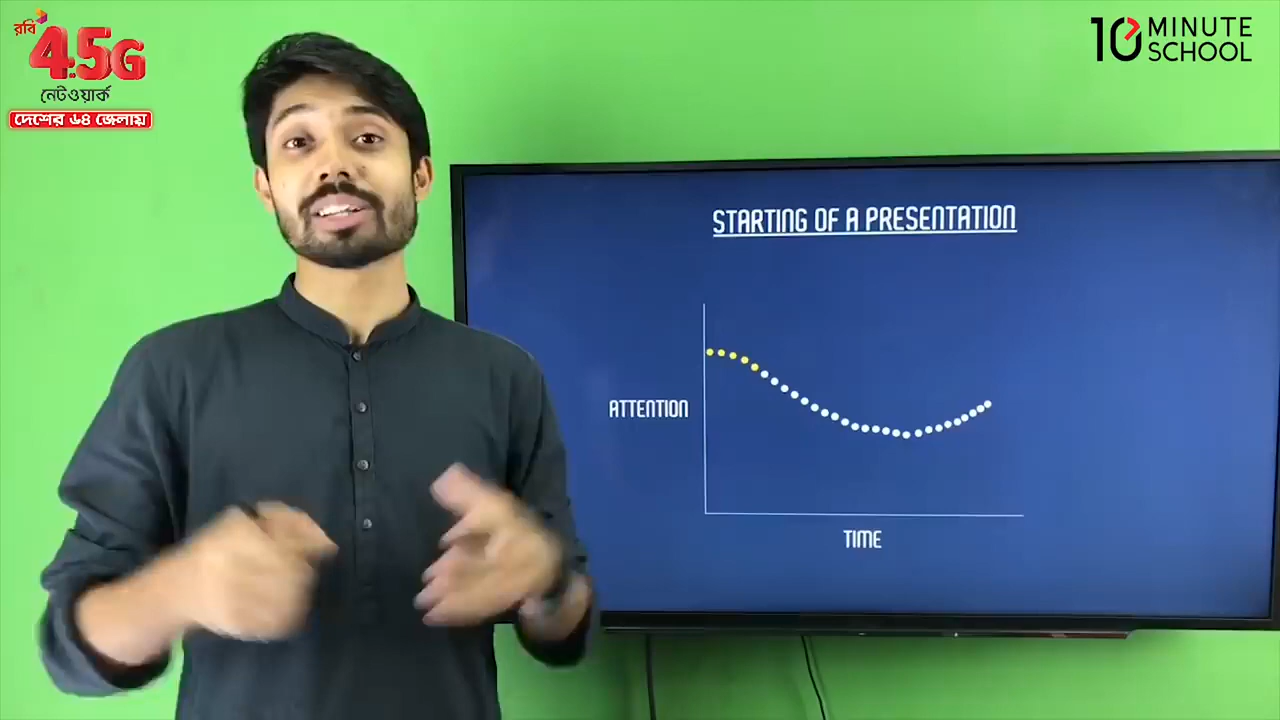 রবি
4.5G
নেটওয়ার্ক
দেশের ৬৪ জেলায়
10 MINUTE
SCHOOL
STARTING OF A PRESENTATION
ATTENTION
TIME